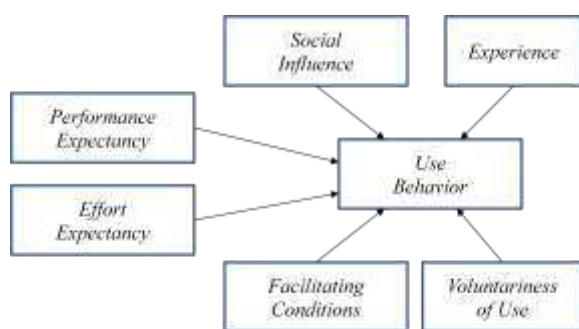 Social
Influence
Experience
Performance
Expectancy
Use
Behavior
Effort
Expectancy
Facilitating
Conditions
Voluntariness
of Use